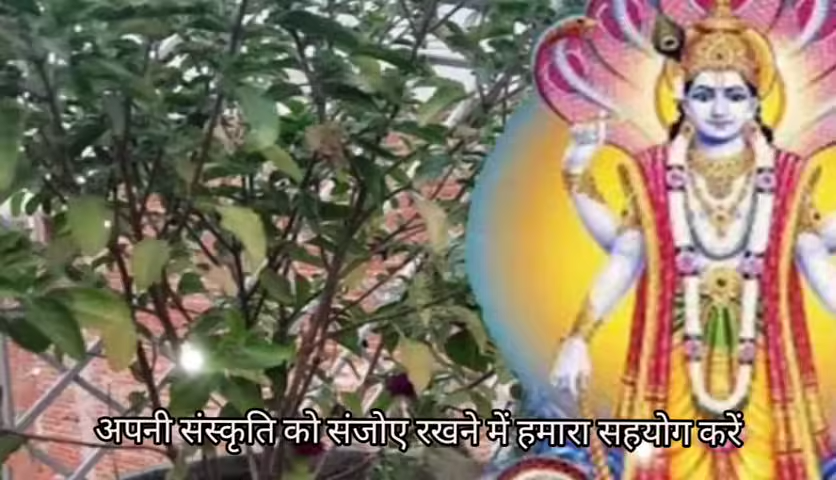 अपनी संस्कृति को संजोए रखने में हमारा सहयोग करें